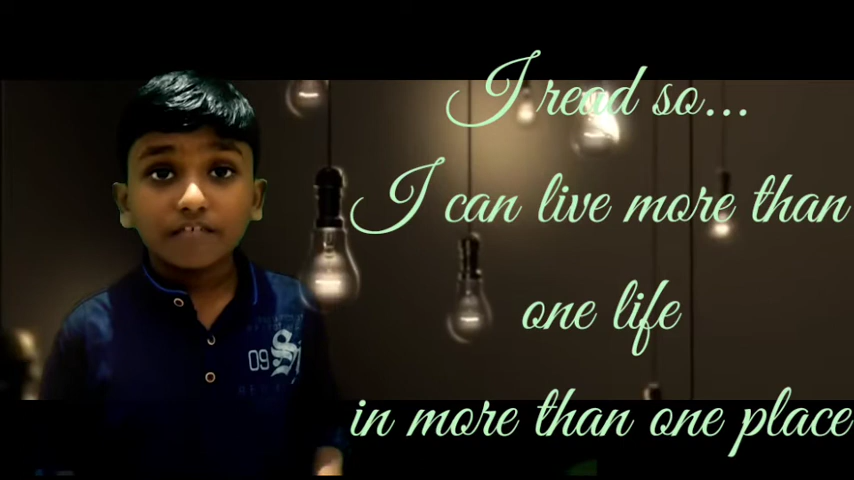 I read so...
I can live more than
one life
in more than one place
09